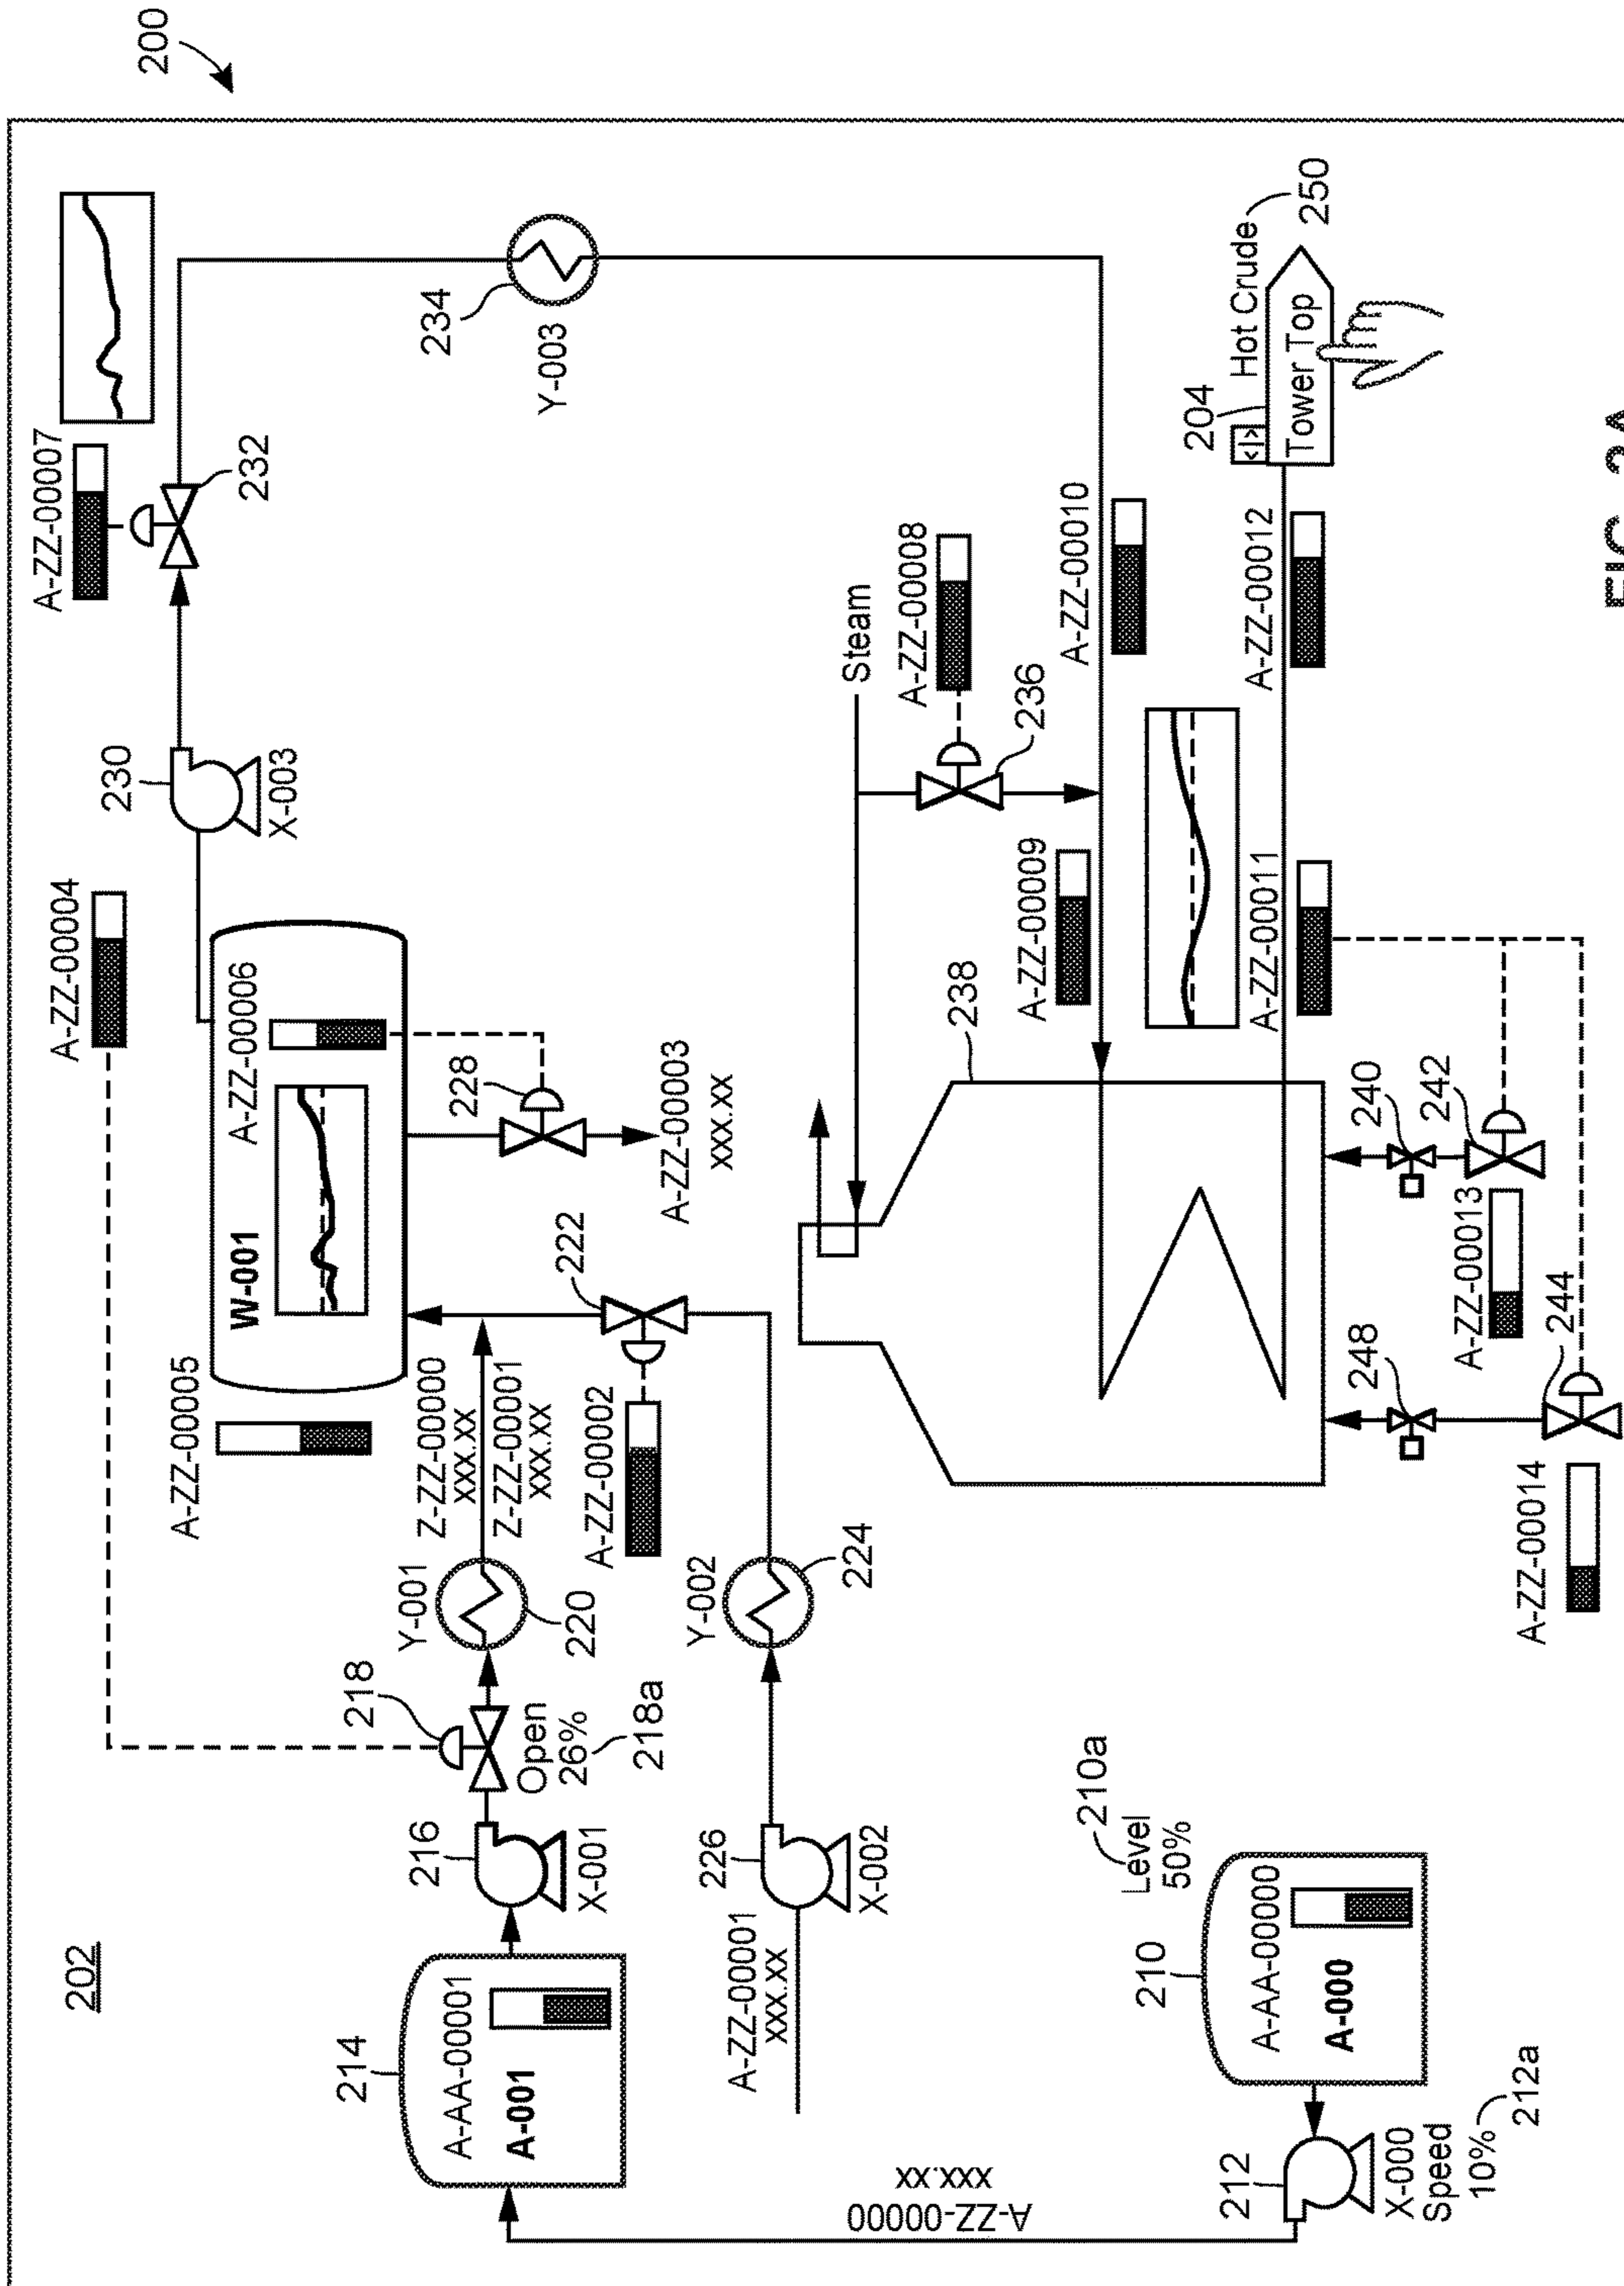 200
202
A-ZZ-00007
232
A-ZZ-00004
230
X-003
234
Y-003
A-ZZ-00005
W-001
A-ZZ-00006
228
A-ZZ-00003
xxx.xx
214
A-AA-00001
A-001
216
X-001
218
Open
26%
218a
Y-001
220
Z-ZZ-00000
xxx.xx
Z-ZZ-00001
xxx.xx
222
A-ZZ-00002
Y-002
224
A-ZZ-00001
xxx.xx
226
X-002
A-ZZ-00000
xxx.xx
210a
Level
50%
210
A-AA-00000
A-000
212
X-000
Speed
10%
212a
Steam
A-ZZ-00008
236
A-ZZ-00009
A-ZZ-00010
238
A-ZZ-00011
A-ZZ-00012
204
<|>
Hot Crude
250
Tower Top
240
242
A-ZZ-00013
248
244
A-ZZ-00014